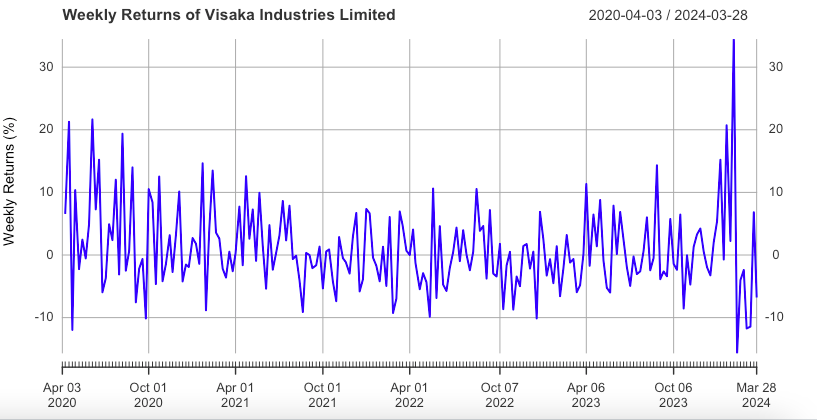 Weekly Returns of Visaka Industries Limited 2020-04-03 / 2024-03-28
Weekly Returns (%)
30 30
20 20
10 10
0 0
-10 -10
Apr 03 Oct 01 Apr 01 Oct 01 Apr 01 Oct 07 Apr 06 Oct 06 Mar 28
2020 2020 2021 2021 2022 2022 2023 2023 2024